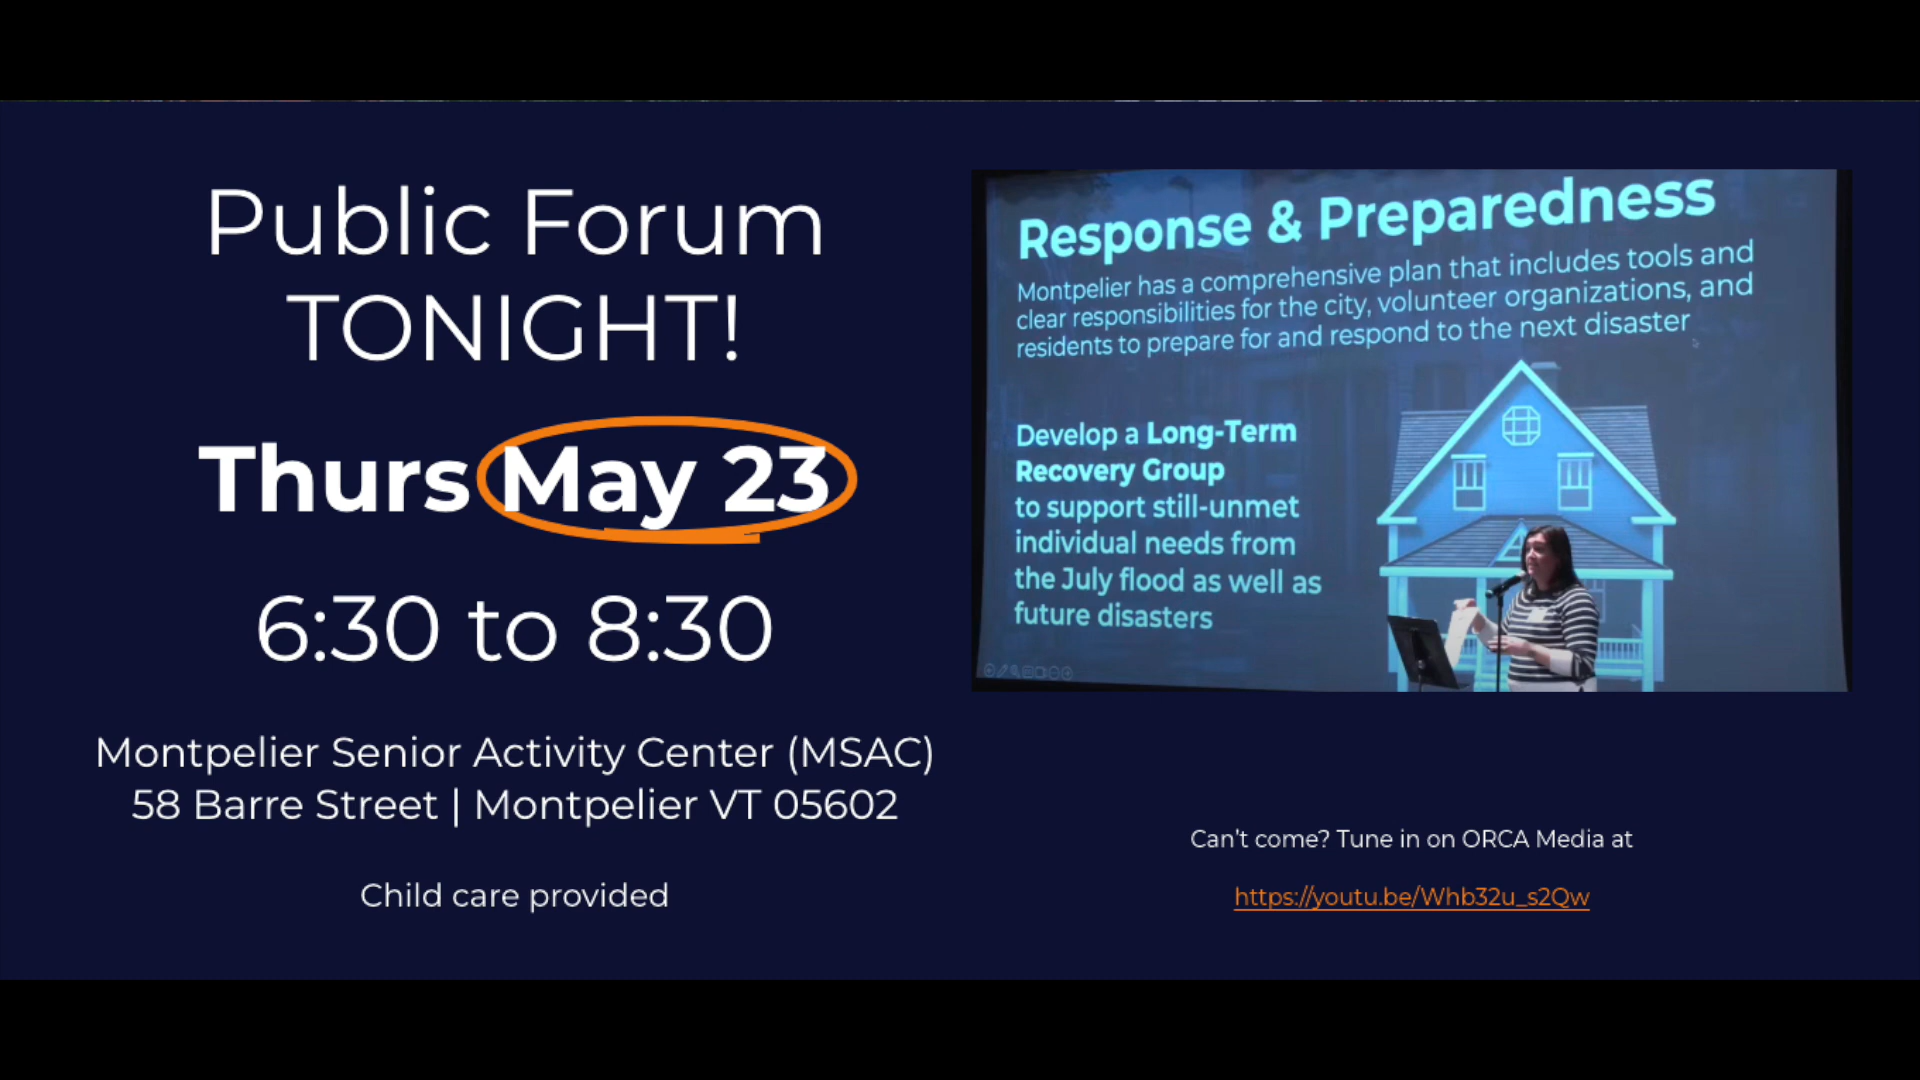 Public Forum
TONIGHT!
Thurs May 23
6:30 to 8:30
Montpelier Senior Activity Center (MSAC)
58 Barre Street | Montpelier VT 05602
Child care provided
Response & Preparedness
Montpelier has a comprehensive plan that includes tools and
clear responsibilities for the city, volunteer organizations, and
residents to prepare for and respond to the next disaster
Develop a Long-Term
Recovery Group
to support still-unmet
individual needs from
the July flood as well as
future disasters
Can't come? Tune in on ORCA Media at
https://youtu.be/Whb32u_s2Qw